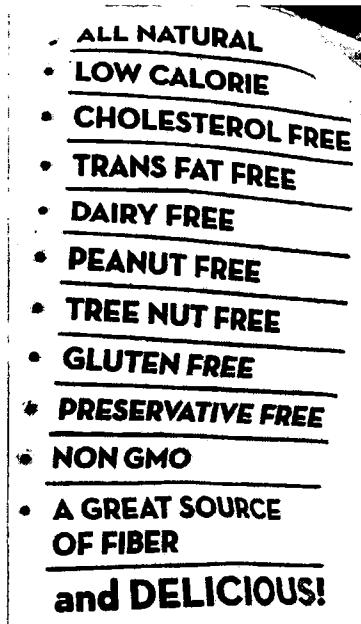 ALL NATURAL
LOW CALORIE
CHOLESTEROL FREE
TRANS FAT FREE
DAIRY FREE
PEANUT FREE
TREE NUT FREE
GLUTEN FREE
PRESERVATIVE FREE
NON GMO
A GREAT SOURCE
OF FIBER
and DELICIOUS!